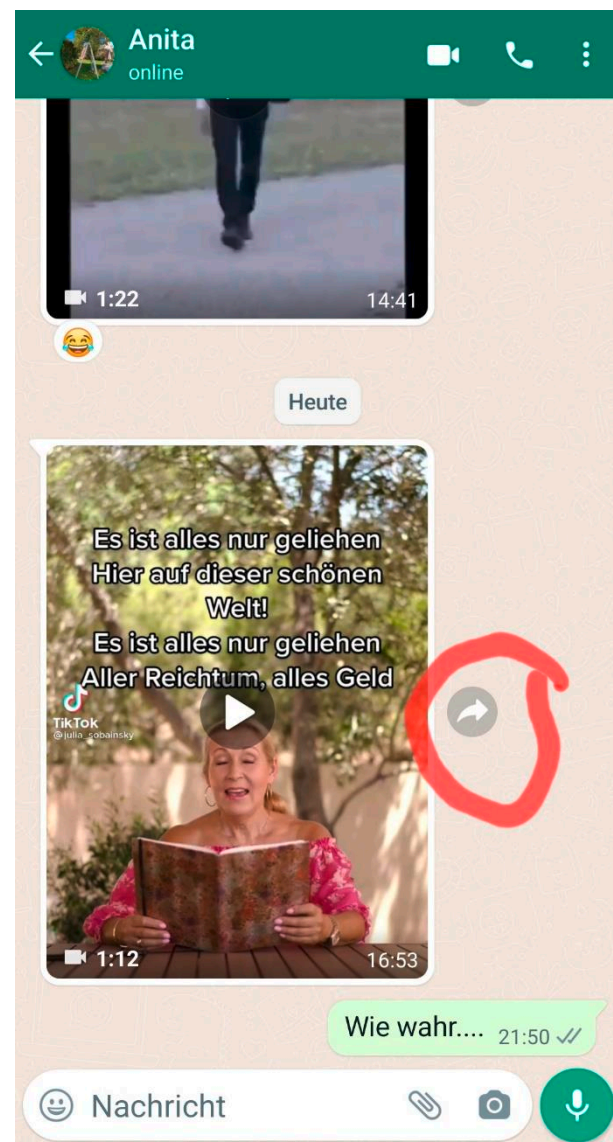 Anita
online
1:22
14:41
Heute
Es ist alles nur geliehen
Hier auf dieser schönen
Welt!
Es ist alles nur geliehen
Aller Reichtum, alles Geld
TikTok
@julia_sobainsky
1:12
16:53
Wie wahr.... 21:50
Nachricht